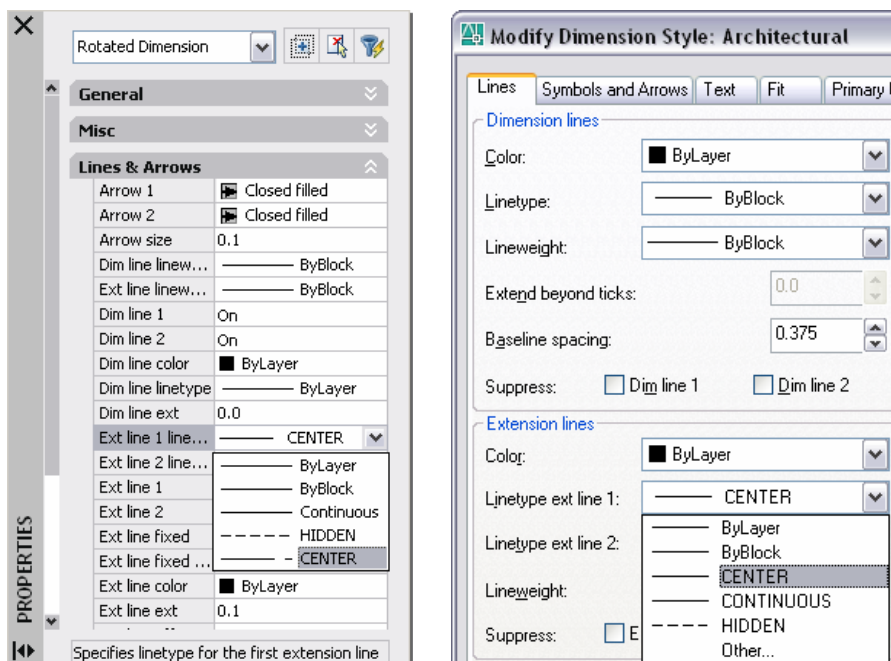 Rotated Dimension
General
Misc
Lines & Arrows
Arrow 1 Closed filled
Arrow 2 Closed filled
Arrow size 0.1
Dim line linew... ByBlock
Ext line linew... ByBlock
Dim line 1 On
Dim line 2 On
Dim line color ByLayer
Dim line linetype ByLayer
Dim line ext 0.0
Ext line 1 line... CENTER
Ext line 2 line...
Ext line 1
Ext line 2
Ext line fixed
Ext line fixed ...
Ext line color ByLayer
Ext line ext 0.1
ByLayer
ByBlock
Continuous
HIDDEN
CENTER
PROPERTIES
Specifies linetype for the first extension line
Modify Dimension Style: Architectural
Lines Symbols and Arrows Text Fit Primary
Dimension lines
Color: ByLayer
Linetype: ByBlock
Lineweight: ByBlock
Extend beyond ticks: 0.0
Baseline spacing: 0.375
Suppress: Dim line 1 Dim line 2
Extension lines
Color: ByLayer
Linetype ext line 1: CENTER
Linetype ext line 2:
Lineweight:
Suppress: E
ByLayer
ByBlock
CENTER
CONTINUOUS
HIDDEN
Other...